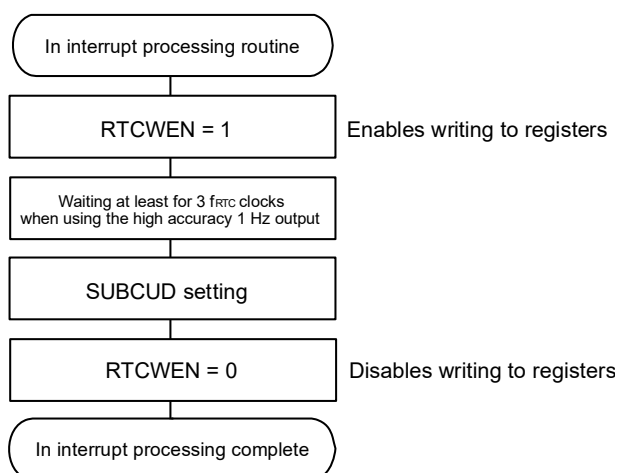 In interrupt processing routine
RTCWEN = 1
Enables writing to registers
Waiting at least for 3 fRTC clocks
when using the high accuracy 1 Hz output
SUBCUD setting
RTCWEN = 0
Disables writing to registers
In interrupt processing complete